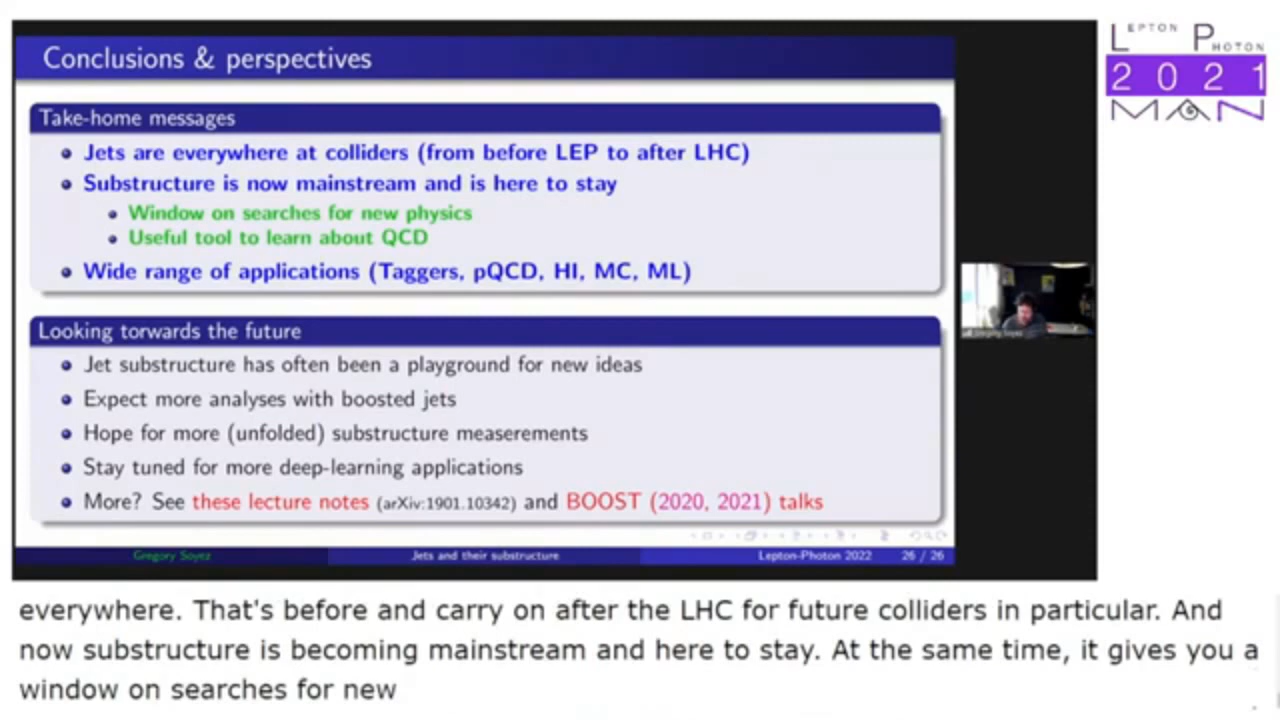 Conclusions & perspectives
Take-home messages
Jets are everywhere at colliders (from before LEP to after LHC)
Substructure is now mainstream and is here to stay
Window on searches for new physics
Useful tool to learn about QCD
Wide range of applications (Taggers, pQCD, HI, MC, ML)
Looking torwards the future
Jet substructure has often been a playground for new ideas
Expect more analyses with boosted jets
Hope for more (unfolded) substructure measerements
Stay tuned for more deep-learning applications
More? See these lecture notes (arXiv:1901.10342) and BOOST (2020, 2021) talks
Gregory Soyez Jets and their substructure Lepton-Photon 2022 26 / 26
Gregory Soyez
LEPTON PHOTON
2021
MAN
everywhere. That's before and carry on after the LHC for future colliders in particular. And
now substructure is becoming mainstream and here to stay. At the same time, it gives you a
window on searches for new